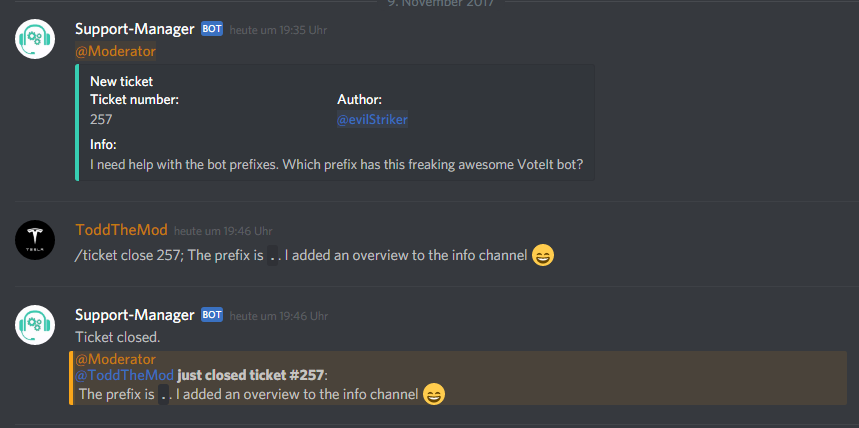 9. November 2017
Support-Manager BOT heute um 19:35 Uhr
@Moderator
New ticket
Ticket number: Author:
257 @evilStriker
Info:
I need help with the bot prefixes. Which prefix has this freaking awesome VoteIt bot?
TESLA
ToddTheMod heute um 19:46 Uhr
/ticket close 257; The prefix is . . I added an overview to the info channel 😄
Support-Manager BOT heute um 19:46 Uhr
Ticket closed.
@Moderator
@ToddTheMod just closed ticket #257:
The prefix is . . I added an overview to the info channel 😄